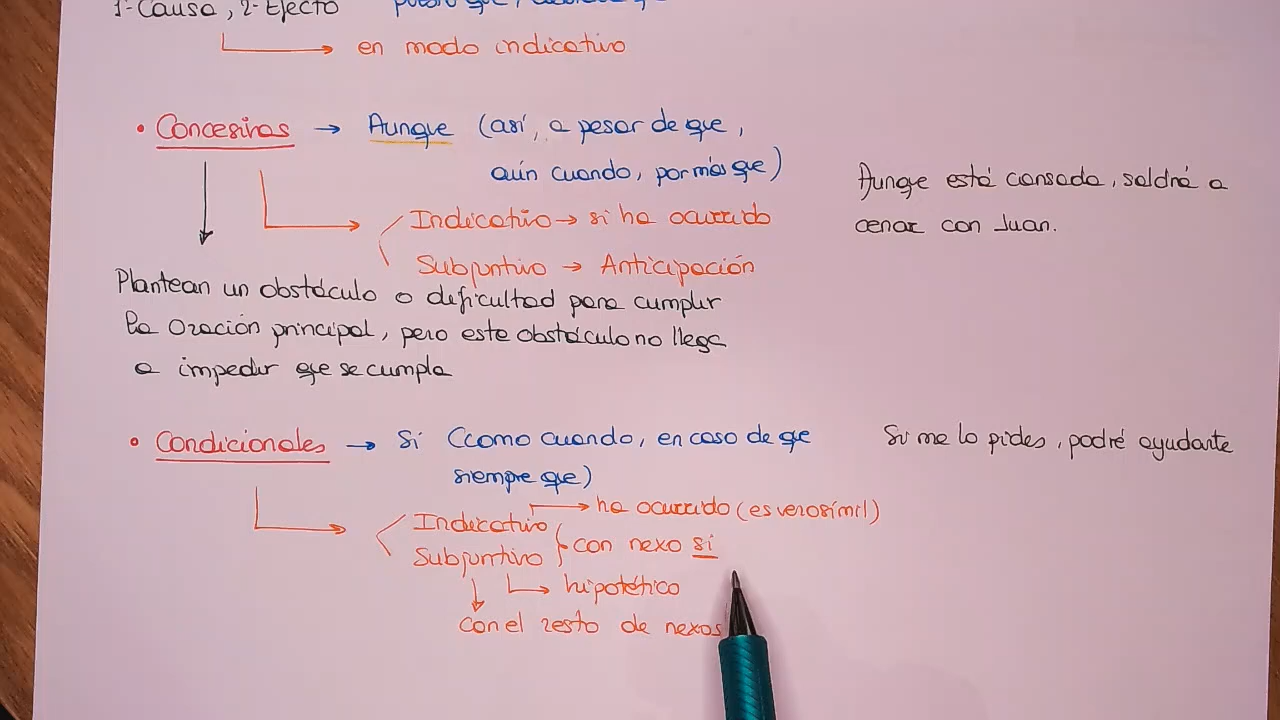 1-Causa, 2-Efecto
en modo indicativo
• Concesivas → Aunque (así, a pesar de que,
aún cuando, por más que)
Indicativo → si ha ocurrido
Subjuntivo → Anticipación
Aunque está cansada, saldrá a
cenar con Juan.
Plantean un obstáculo o dificultad para cumplir
la oración principal, pero este obstáculo no llega
a impedir que se cumpla
• Condicionales → Si (como cuando, en caso de que
siempre que)
Si me lo pides, podré ayudarte
Indicativo → ha ocurrido (es verosímil)
Subjuntivo } con nexo si
hipotético
con el resto de nexos